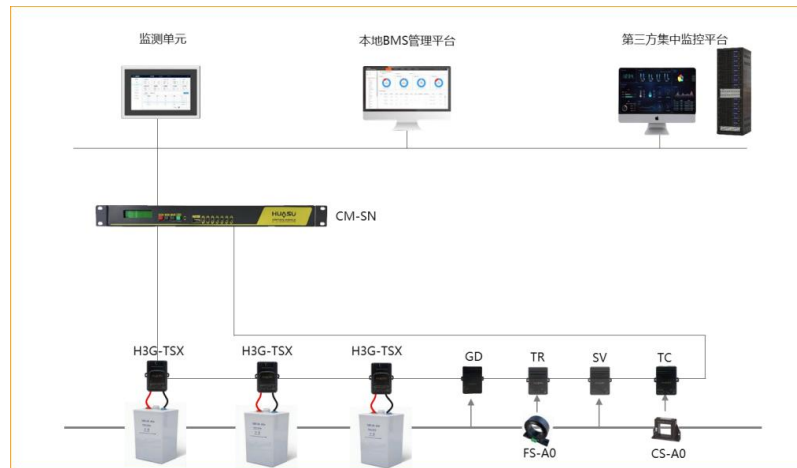 监测单元
本地BMS管理平台
第三方集中监控平台
HUASU
CM-SN
H3G-TSX
H3G-TSX
H3G-TSX
GD
TR
SV
TC
FS-A0
CS-A0